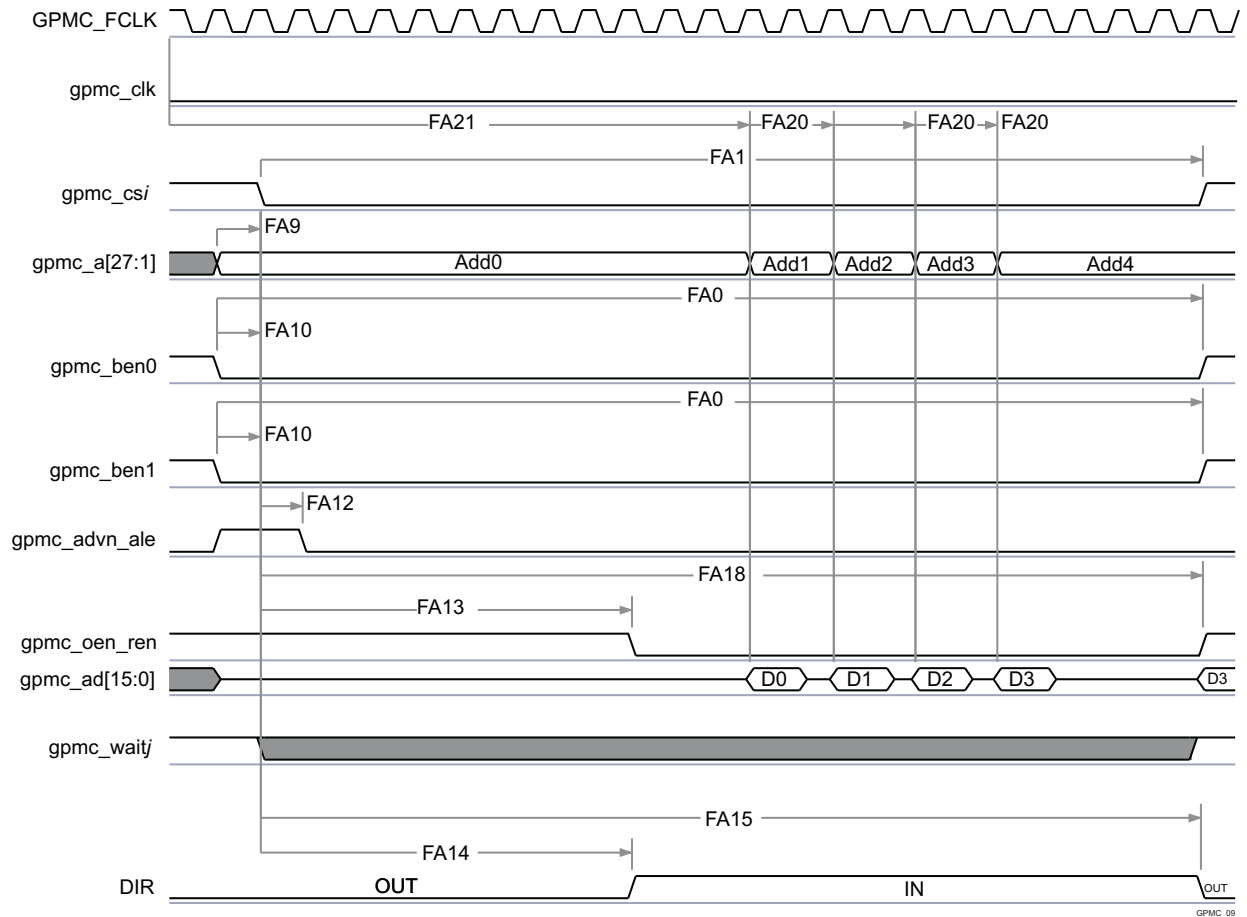 GPMC_FCLK
gpmc_clk
FA21 FA20 FA20 FA20
FA1
gpmc_csi
FA9
gpmc_a[27:1] Add0 Add1 Add2 Add3 Add4
FA0
FA10
gpmc_ben0
FA0
FA10
gpmc_ben1
FA12
gpmc_advn_ale
FA18
FA13
gpmc_oen_ren
gpmc_ad[15:0] D0 D1 D2 D3 D3
gpmc_waitj
FA15
FA14
DIR OUT IN OUT
GPMC_09